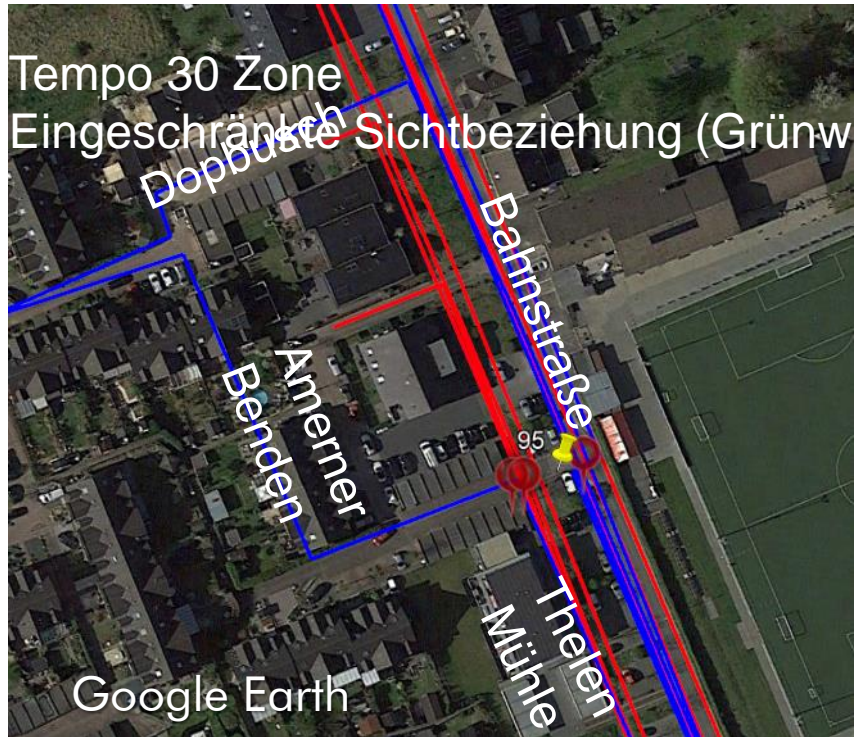 Tempo 30 Zone
Eingeschränkte Sichtbeziehung (Grünw
Dopbusch
Bahnstraße
Amerner
Benden
95
Thelen
Mühle
Google Earth